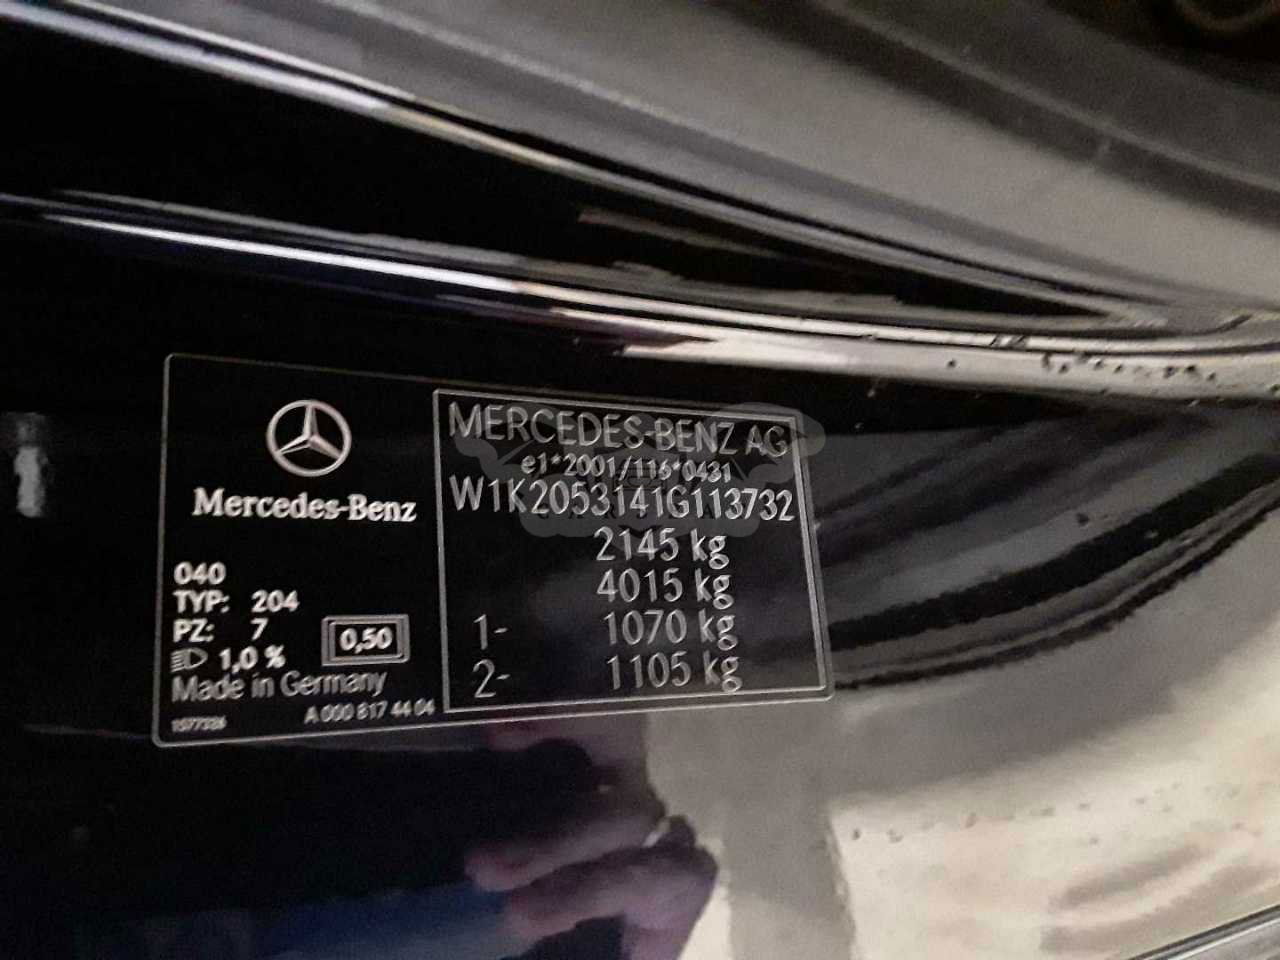 Mercedes-Benz
040
TYP: 204
PZ: 7
1,0 %
0,50
Made in Germany
1577326
A 000 817 44 04
MERCEDES-BENZ AG
e1*2001/116*0431
W1K2053141G113732
2145 kg
4015 kg
1- 1070 kg
2- 1105 kg